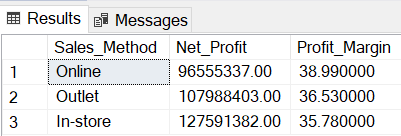 Results Messages
Sales_Method Net_Profit Profit_Margin
1 Online 96555337.00 38.990000
2 Outlet 107988403.00 36.530000
3 In-store 127591382.00 35.780000